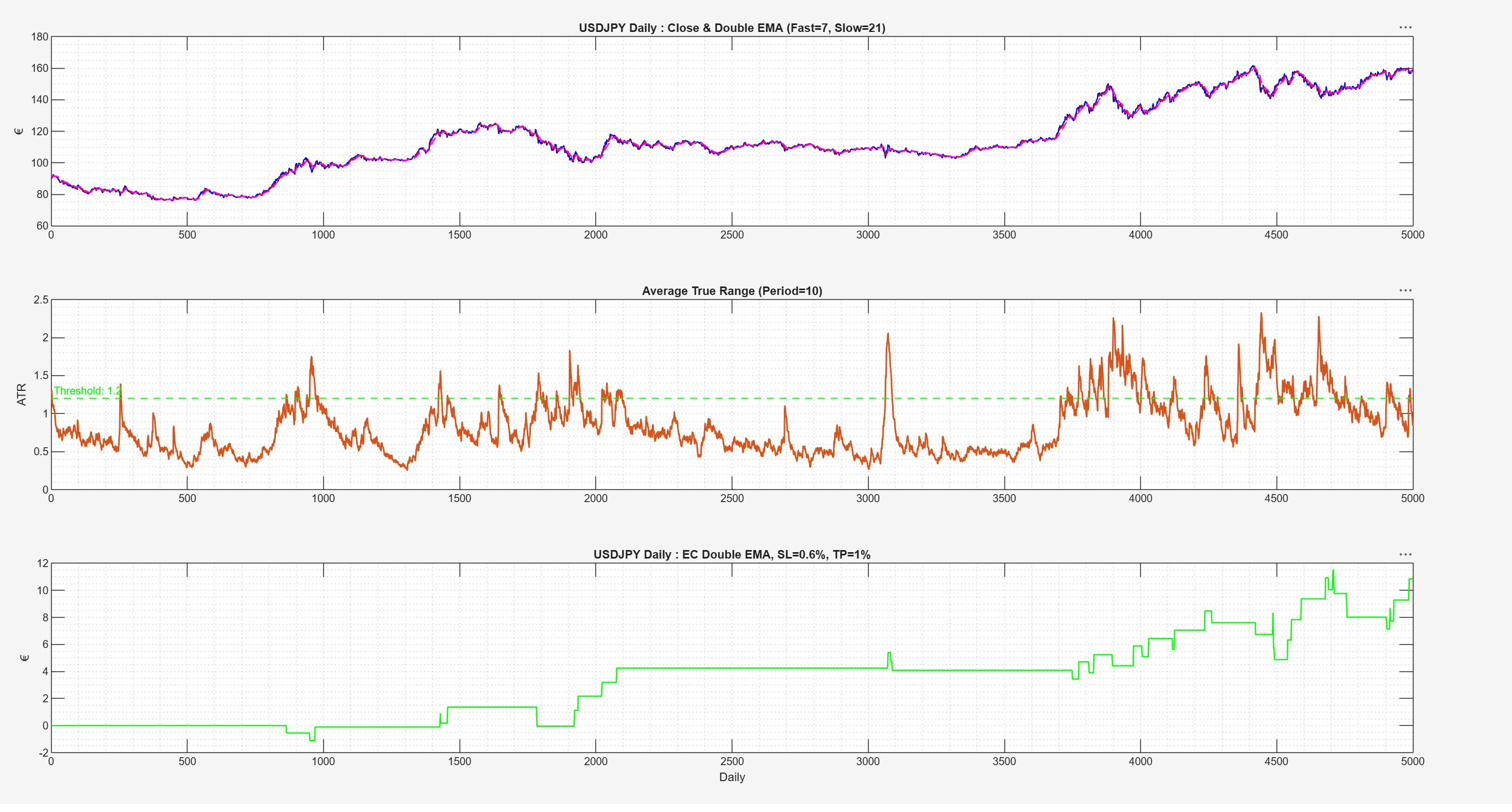 USDJPY Daily : Close & Double EMA (Fast=7, Slow=21)
180
160
140
120
100
80
60
€
0 500 1000 1500 2000 2500 3000 3500 4000 4500 5000
Average True Range (Period=10)
2.5
2
1.5
1
0.5
0
ATR
Threshold: 1.2
0 500 1000 1500 2000 2500 3000 3500 4000 4500 5000
USDJPY Daily : EC Double EMA, SL=0.6%, TP=1%
12
10
8
6
4
2
0
-2
€
0 500 1000 1500 2000 2500 3000 3500 4000 4500 5000
Daily